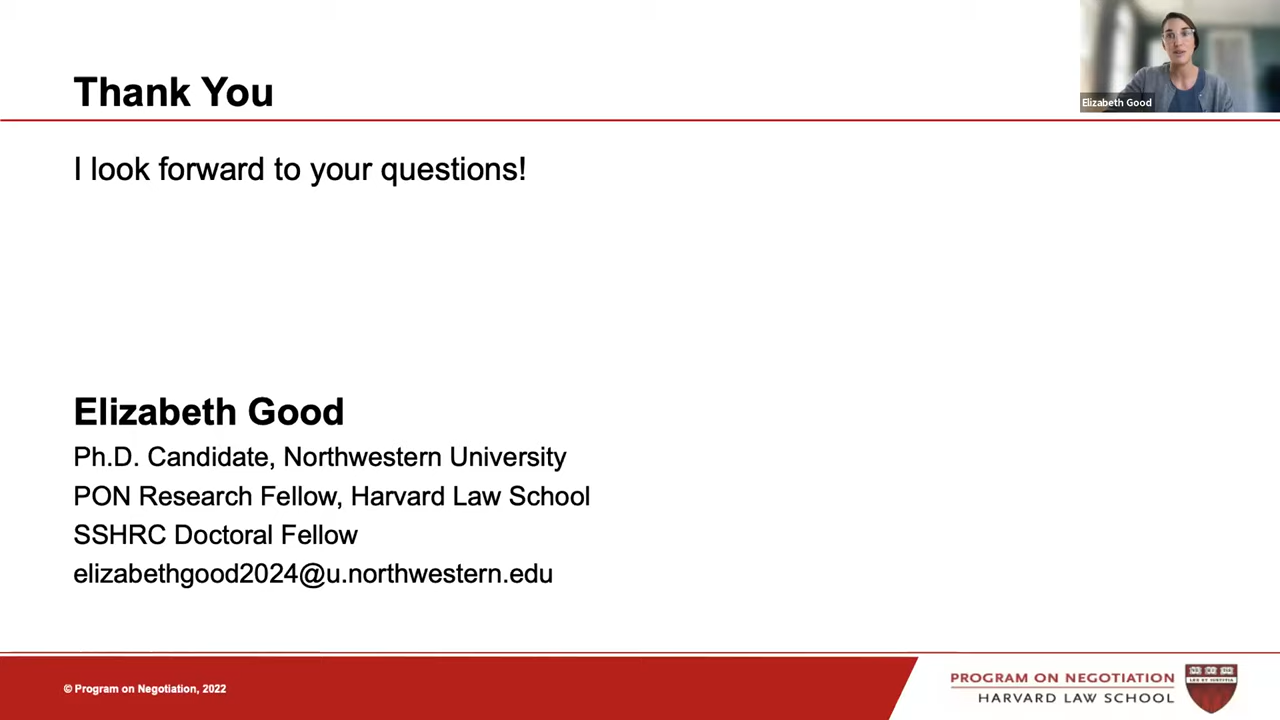 Thank You
Elizabeth Good
I look forward to your questions!
Elizabeth Good
Ph.D. Candidate, Northwestern University
PON Research Fellow, Harvard Law School
SSHRC Doctoral Fellow
elizabethgood2024@u.northwestern.edu
© Program on Negotiation, 2022
PROGRAM ON NEGOTIATION
HARVARD LAW SCHOOL